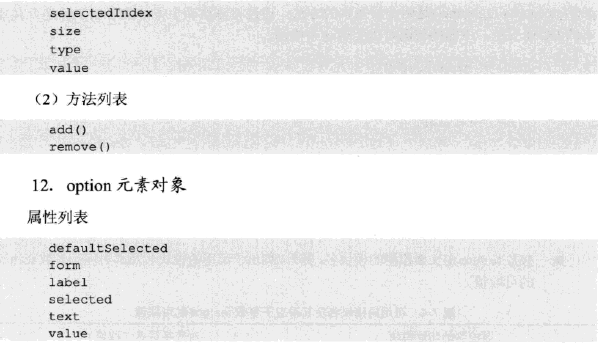 selectedIndex
size
type
value
（2）方法列表
add()
remove()
12. option 元素对象
属性列表
defaultSelected
form
label
selected
text
value